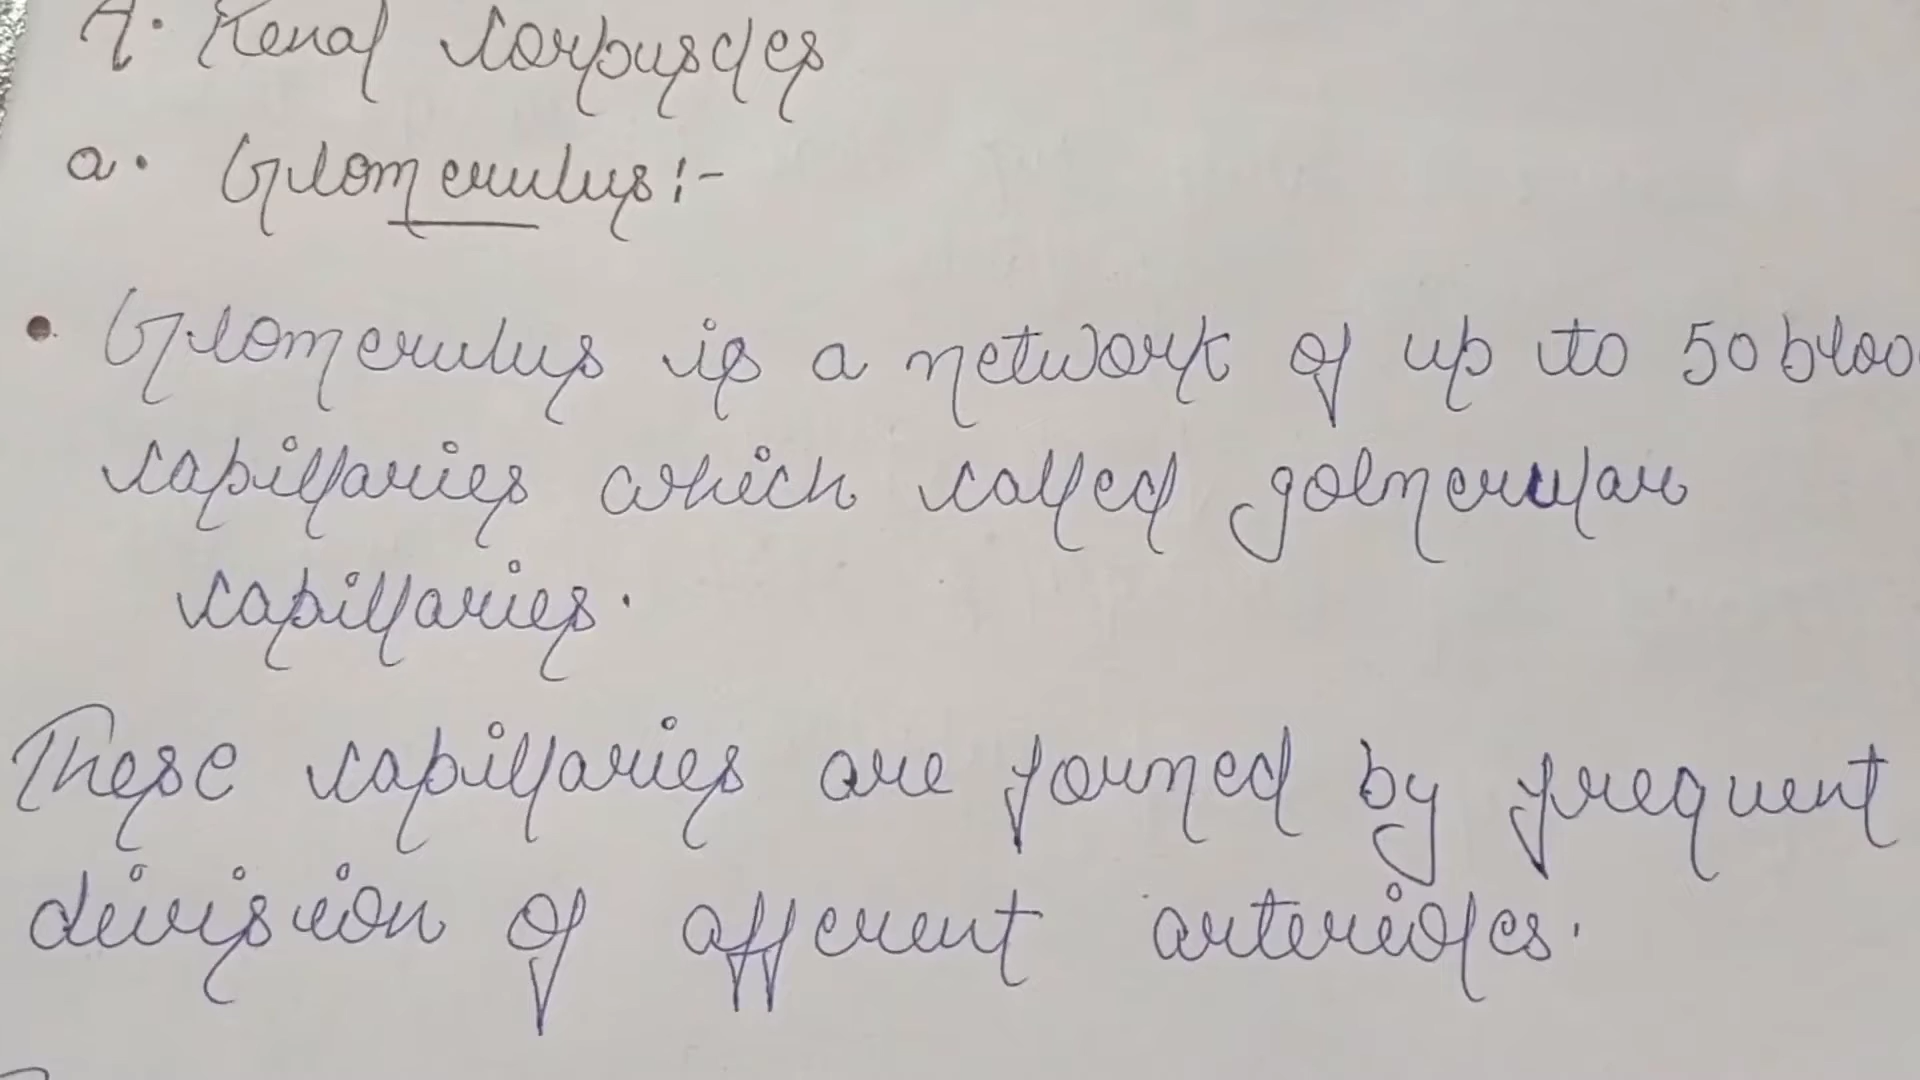 A. Renal corpuscles
a. Glomerulus:-
• Glomerulus is a network of up to 50 bloo
capillaries which called golmerular
capillaries.
These capillaries are formed by frequent
division of afferent arterioles.